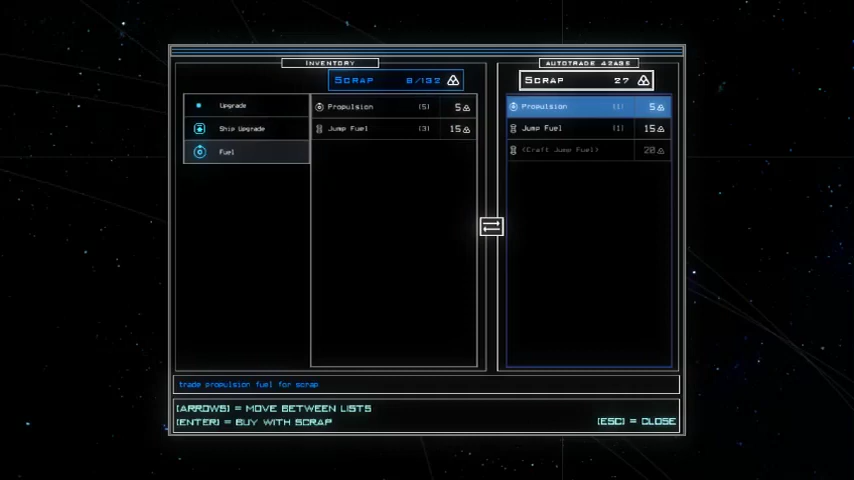 INVENTORY
SCRAP 8/132
Upgrade
Ship Upgrade
Fuel
Propulsion (5) 5
Jump Fuel (3) 15
AUTOTRADE 42A3G
SCRAP 27
Propulsion (1) 5
Jump Fuel (1) 15
<Craft Jump Fuel> 20
trade propulsion fuel for scrap
[ARROWS] = MOVE BETWEEN LISTS
[ENTER] = BUY WITH SCRAP
[ESC] = CLOSE